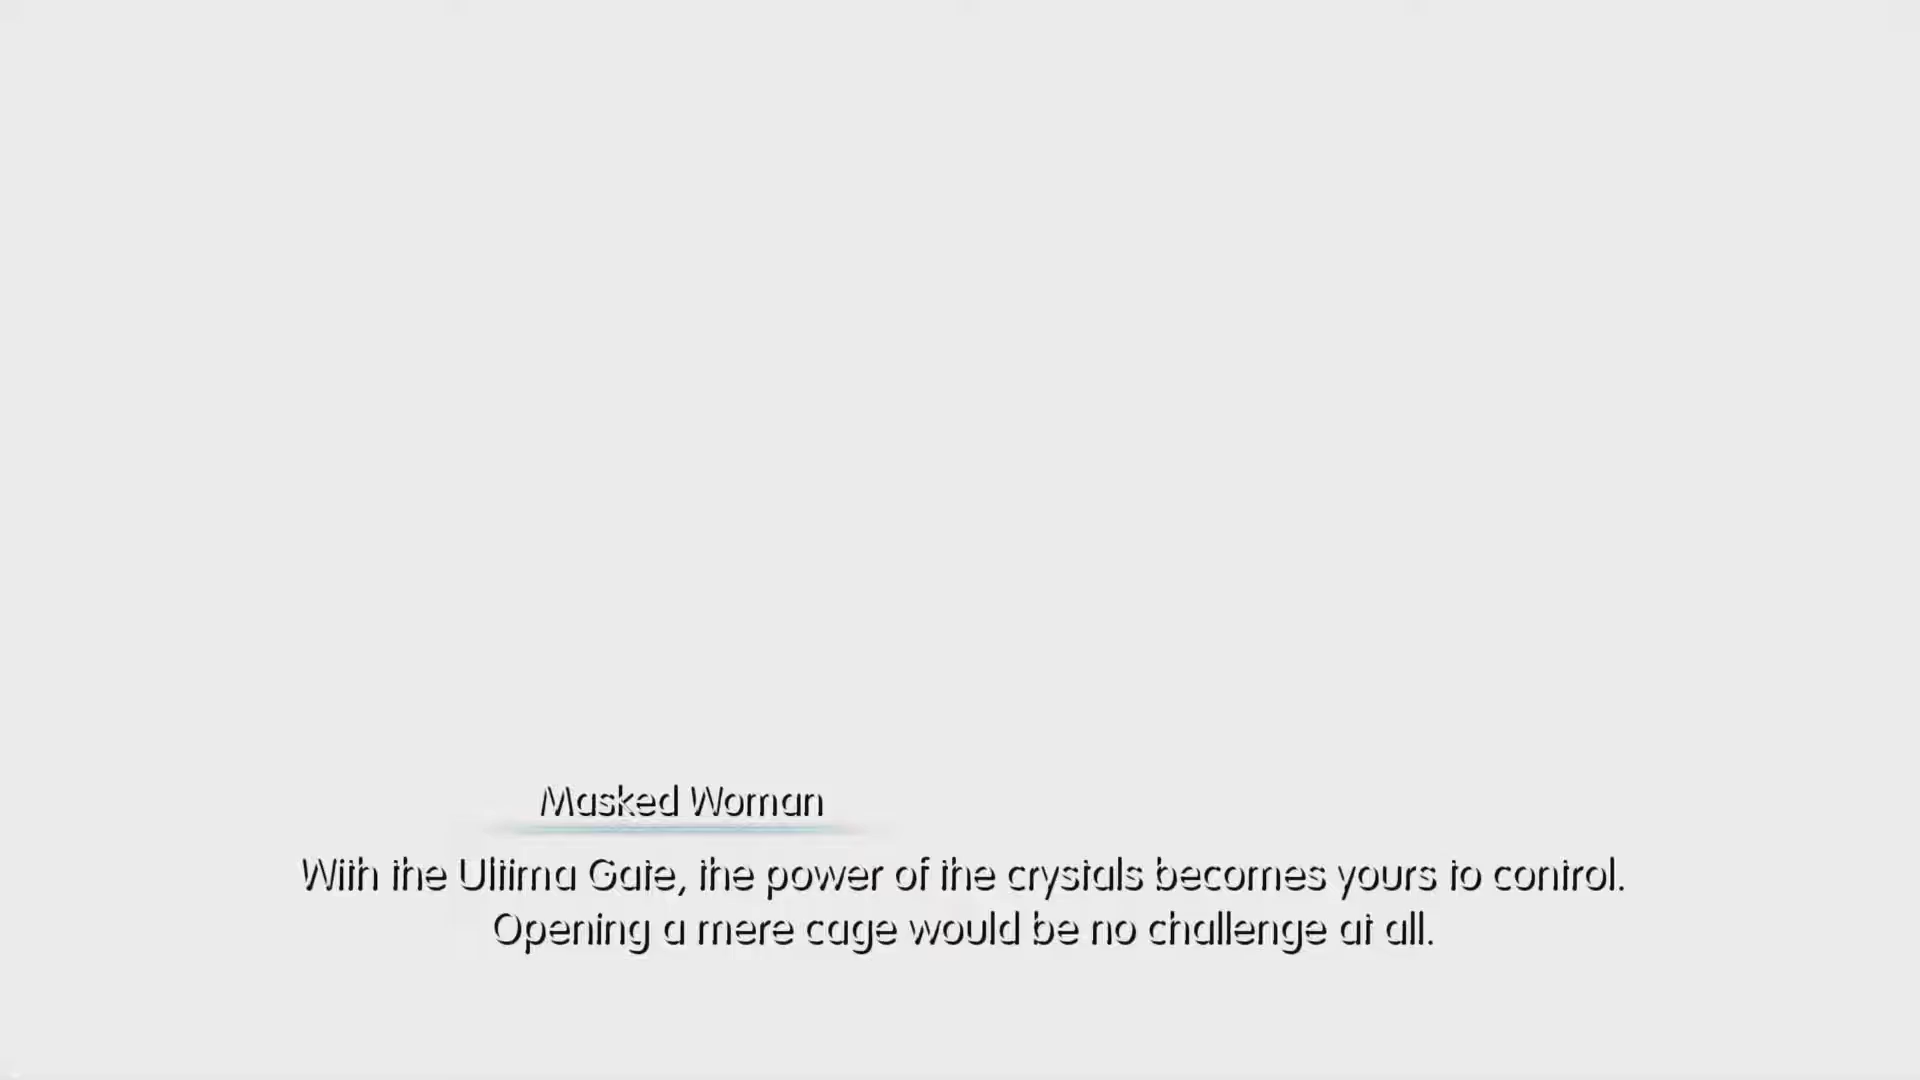 Masked Woman
With the Ultima Gate, the power of the crystals becomes yours to control.
Opening a mere cage would be no challenge at all.